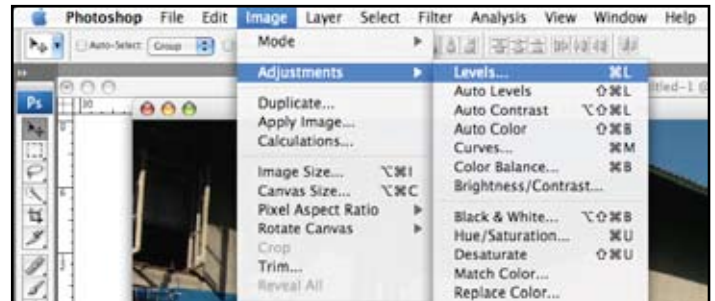 Photoshop File Edit Image Layer Select Filter Analysis View Window Help
Auto-Select: Group
Mode
Adjustments
Duplicate...
Apply Image...
Calculations...
Image Size... ⌥⌘I
Canvas Size... ⌥⌘C
Pixel Aspect Ratio
Rotate Canvas
Crop
Trim...
Reveal All
Levels... ⌘L
Auto Levels ⇧⌘L
Auto Contrast ⌥⇧⌘L
Auto Color ⇧⌘B
Curves... ⌘M
Color Balance... ⌘B
Brightness/Contrast...
Black & White... ⌥⇧⌘B
Hue/Saturation... ⌘U
Desaturate ⇧⌘U
Match Color...
Replace Color...
Ps